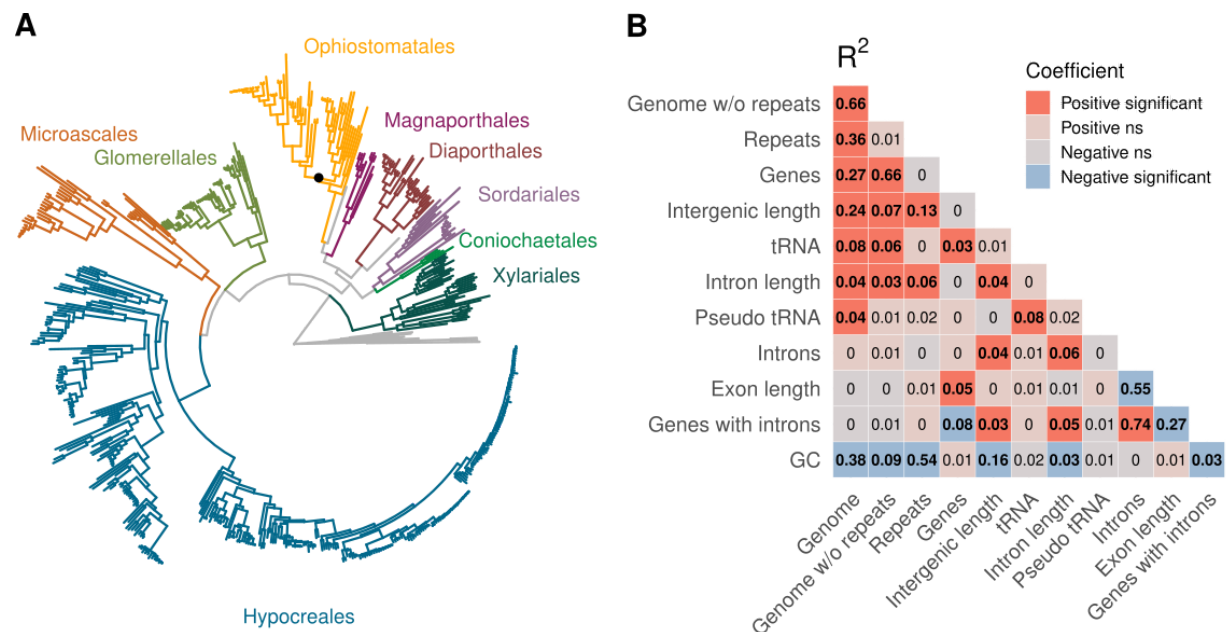 A
Ophiostomatales
Magnaporthales
Microascales
Glomerellales
Diaporthales
Sordariales
Coniochaetales
Xylariales
Hypocreales
B
R²
Coefficient
Positive significant
Positive ns
Negative ns
Negative significant
Genome w/o repeats 0.66
Repeats 0.36 0.01
Genes 0.27 0.66 0
Intergenic length 0.24 0.07 0.13 0
tRNA 0.08 0.06 0 0.03 0.01
Intron length 0.04 0.03 0.06 0 0.04 0
Pseudo tRNA 0.04 0.01 0.02 0 0 0.08 0.02
Introns 0 0.01 0 0 0.04 0.01 0.06 0
Exon length 0 0 0.01 0.05 0 0.01 0.01 0 0.55
Genes with introns 0 0.01 0 0.08 0.03 0 0.05 0.01 0.74 0.27
GC 0.38 0.09 0.54 0.01 0.16 0.02 0.03 0.01 0 0.01 0.03
Genome
Genome w/o repeats
Repeats
Genes
Intergenic length
tRNA
Intron length
Pseudo tRNA
Introns
Exon length
Genes with introns